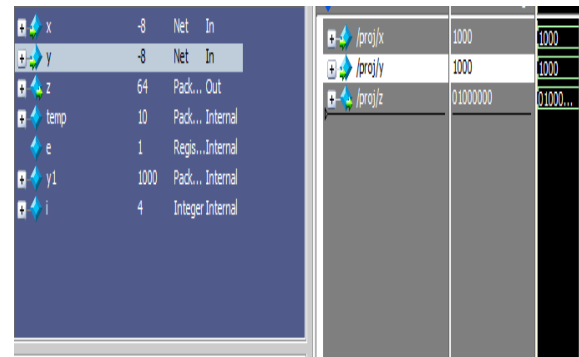 x -8 Net In
y -8 Net In
z 64 Pack... Out
temp 10 Pack... Internal
e 1 Regis... Internal
y1 1000 Pack... Internal
i 4 Integer Internal
/proj/x 1000 1000
/proj/y 1000 1000
/proj/z 01000000 01000...